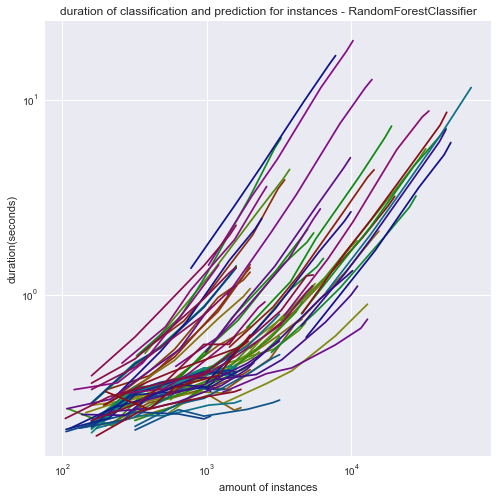 duration of classification and prediction for instances - RandomForestClassifier
duration(seconds)
10¹
10⁰
10² 10³ 10⁴
amount of instances